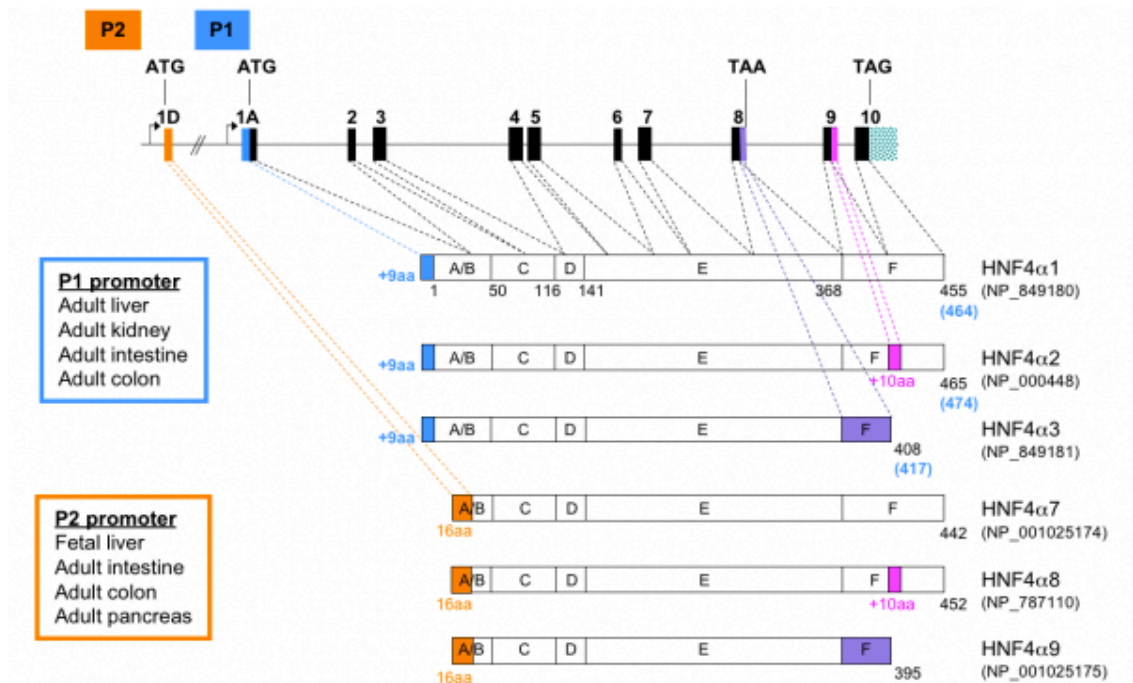 P2 P1
ATG ATG TAA TAG
1D 1A 2 3 4 5 6 7 8 9 10
P1 promoter
Adult liver
Adult kidney
Adult intestine
Adult colon
+9aa A/B C D E F HNF4α1
1 50 116 141 368 455 (NP_849180)
(464)
+9aa A/B C D E F HNF4α2
+10aa 465 (NP_000448)
(474)
+9aa A/B C D E F HNF4α3
408 (NP_849181)
(417)
P2 promoter
Fetal liver
Adult intestine
Adult colon
Adult pancreas
A/B C D E F HNF4α7
16aa 442 (NP_001025174)
A/B C D E F HNF4α8
16aa +10aa 452 (NP_787110)
A/B C D E F HNF4α9
16aa 395 (NP_001025175)